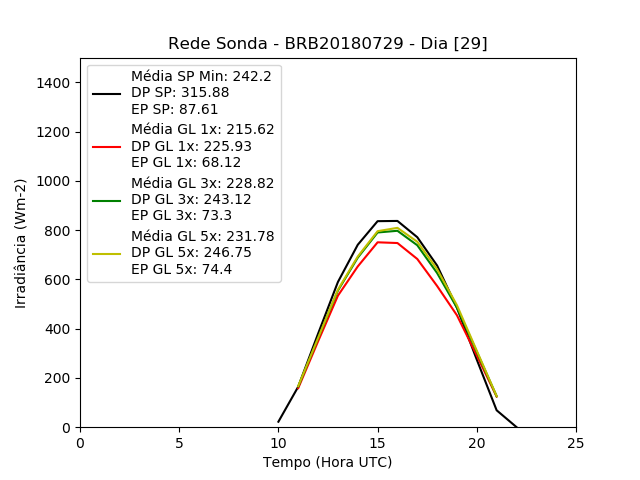 Rede Sonda - BRB20180729 - Dia [29]
Média SP Min: 242.2
DP SP: 315.88
EP SP: 87.61
Média GL 1x: 215.62
DP GL 1x: 225.93
EP GL 1x: 68.12
Média GL 3x: 228.82
DP GL 3x: 243.12
EP GL 3x: 73.3
Média GL 5x: 231.78
DP GL 5x: 246.75
EP GL 5x: 74.4
Irradiância (Wm-2)
1400
1200
1000
800
600
400
200
0
0 5 10 15 20 25
Tempo (Hora UTC)